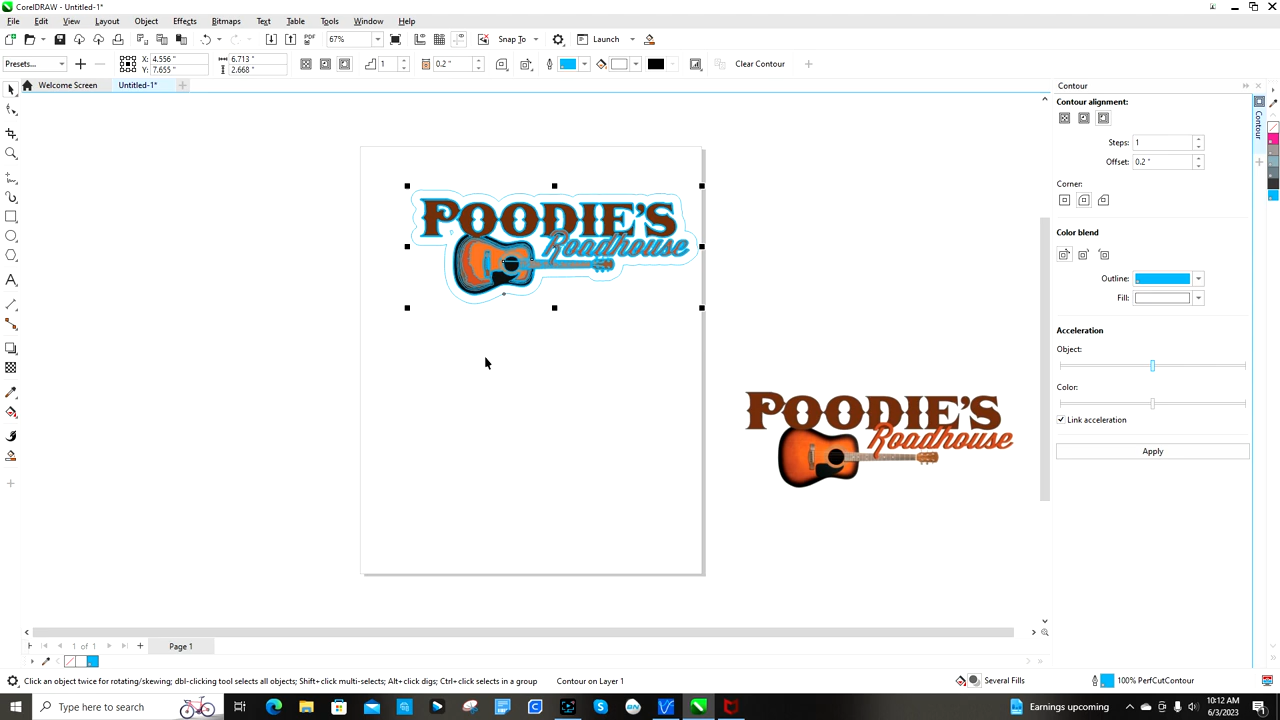 CorelDRAW - Untitled-1*
File Edit View Layout Object Effects Bitmaps Text Table Tools Window Help
PDF 67% Snap To Launch
Presets... X: 4.556 " 6.713 " 1 0.2 " Clear Contour
Y: 7.655 " 2.668 "
Welcome Screen Untitled-1*
Contour
Contour alignment:
Steps: 1
Offset: 0.2 "
Corner:
Color blend
Outline:
Fill:
Acceleration
Object:
Color:
Link acceleration
Apply
Contour
POODIE'S
Roadhouse
POODIE'S
Roadhouse
1 of 1 Page 1
Click an object twice for rotating/skewing; dbl-clicking tool selects all objects; Shift+click multi-selects; Alt+click digs; Ctrl+click selects in a group Contour on Layer 1 Several Fills 100% PerfCutContour
Type here to search Earnings upcoming 10:12 AM
6/3/2023